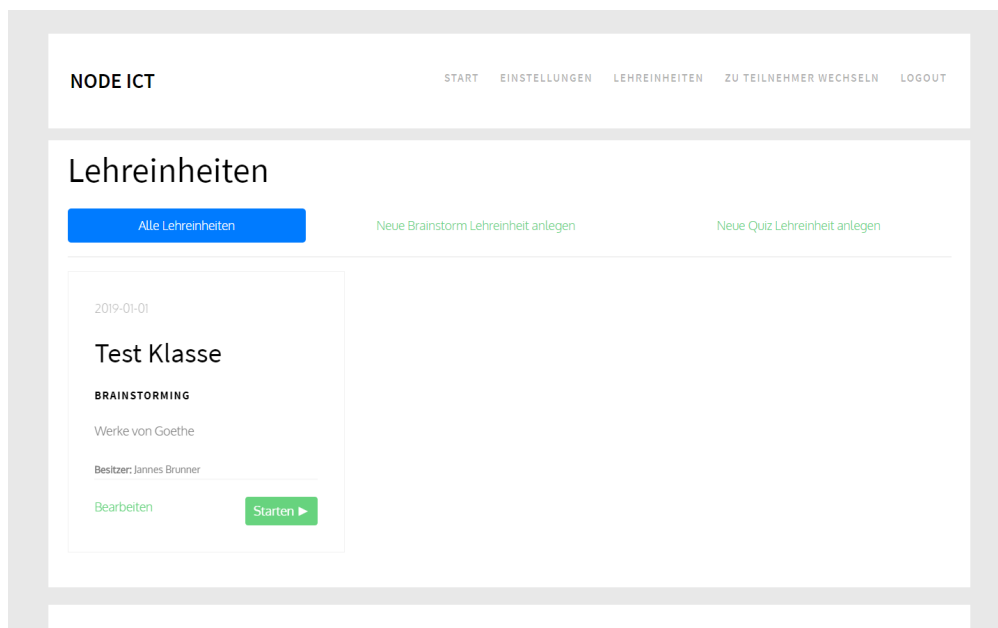 NODE ICT
START EINSTELLUNGEN LEHREINHEITEN ZU TEILNEHMER WECHSELN LOGOUT
Lehreinheiten
Alle Lehreinheiten Neue Brainstorm Lehreinheit anlegen Neue Quiz Lehreinheit anlegen
2019-01-01
Test Klasse
BRAINSTORMING
Werke von Goethe
Besitzer: Jannes Brunner
Bearbeiten Starten ▶